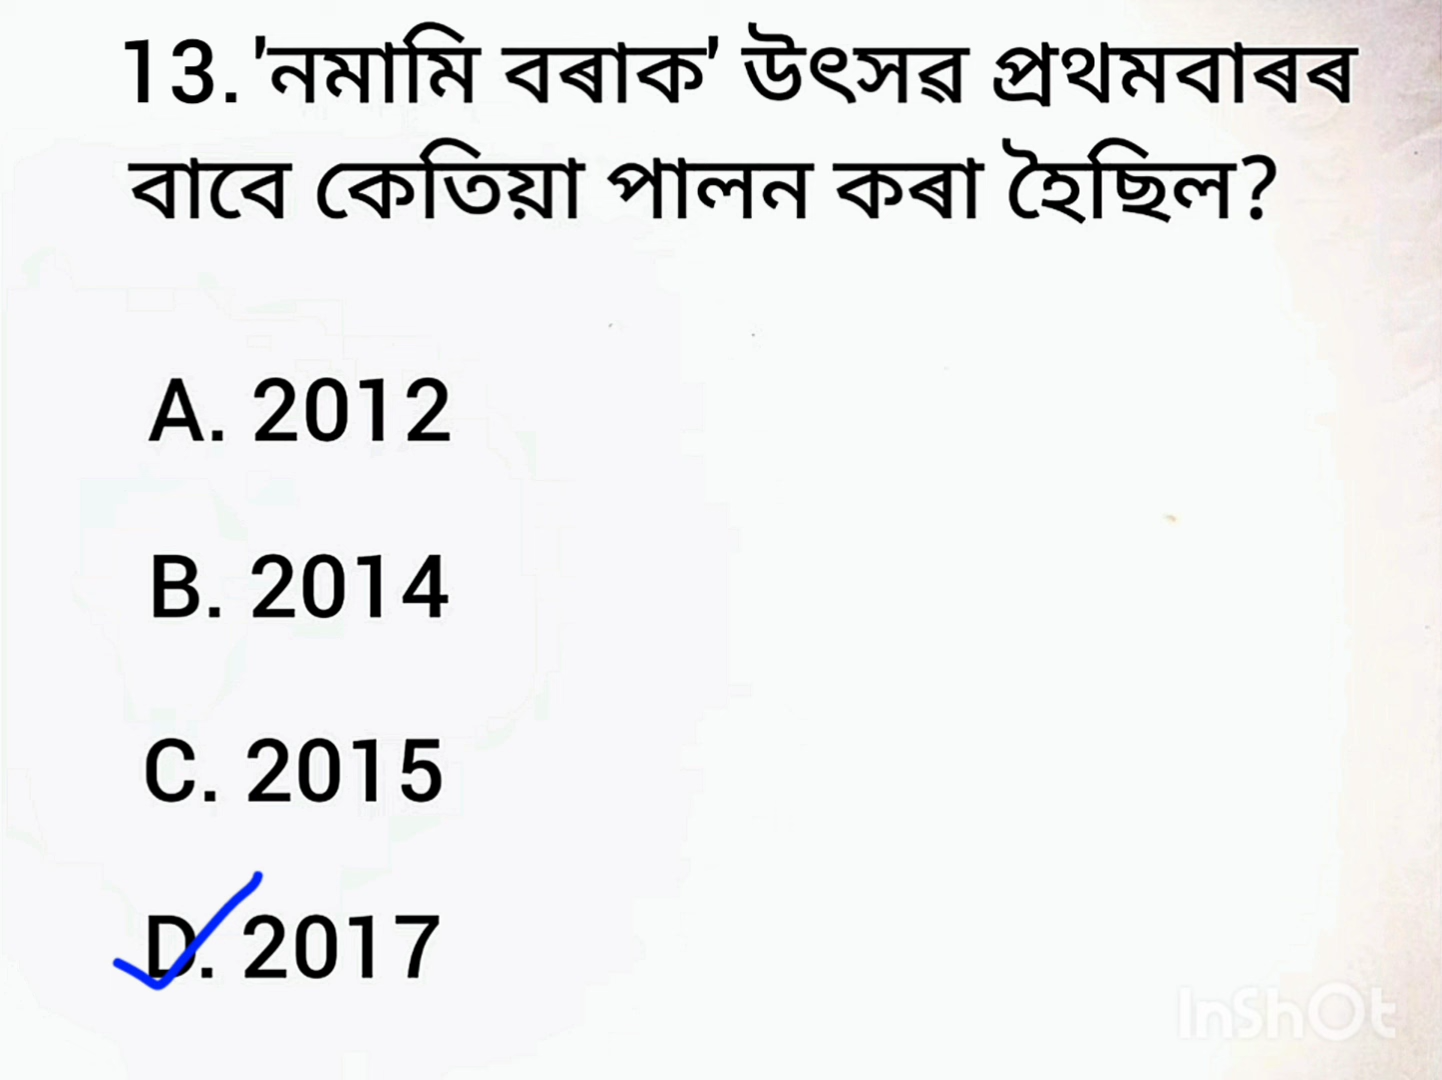 13. 'নমামি বৰাক' উৎসৱ প্ৰথমবাৰৰ
বাবে কেতিয়া পালন কৰা হৈছিল?
A. 2012
B. 2014
C. 2015
D. 2017
InShOt